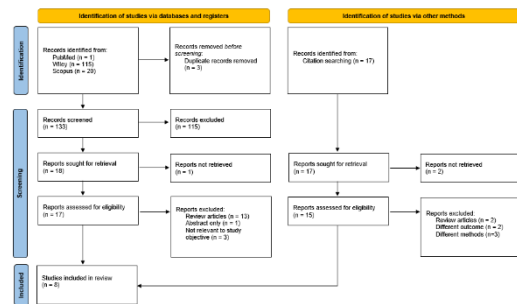 Identification of studies via databases and registers
Identification of studies via other methods
Identification
Records identified from:
PubMed (n = 1)
Wiley (n = 115)
Scopus (n = 20)
Records removed before
screening:
Duplicate records removed
(n = 3)
Records identified from:
Citation searching (n = 17)
Screening
Records screened
(n = 133)
Records excluded
(n = 115)
Reports sought for retrieval
(n = 18)
Reports not retrieved
(n = 1)
Reports sought for retrieval
(n = 17)
Reports not retrieved
(n = 2)
Reports assessed for eligibility
(n = 17)
Reports excluded:
Review articles (n = 13)
Abstract only (n = 1)
Not relevant to study
objective (n = 3)
Reports assessed for eligibility
(n = 15)
Reports excluded:
Review articles (n = 2)
Different outcome (n = 2)
Different methods (n=3)
Included
Studies included in review
(n = 8)